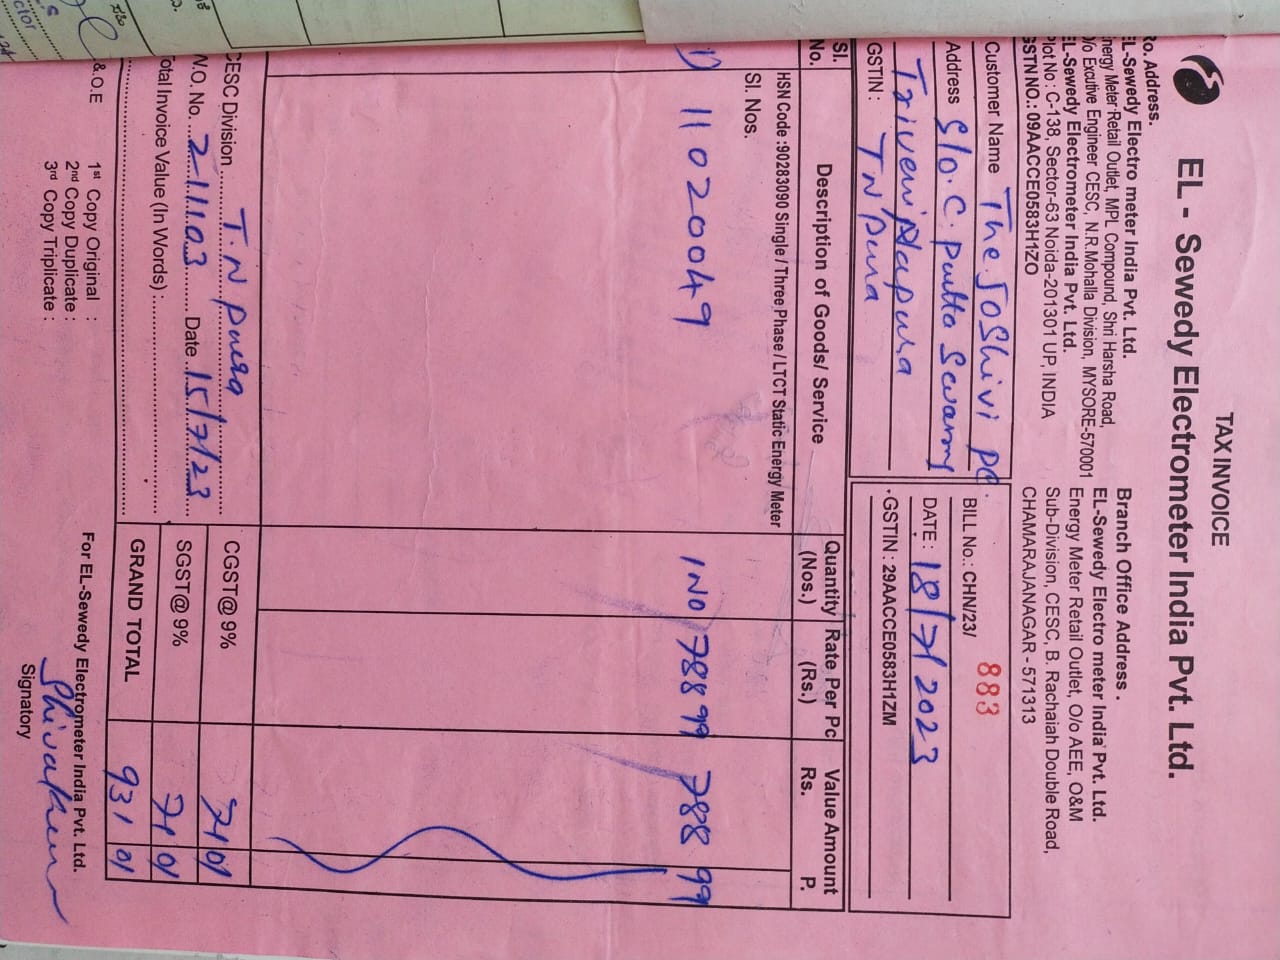 TAX INVOICE
EL - Sewedy Electrometer India Pvt. Ltd.
Ro. Address.
EL-Sewedy Electro meter India Pvt. Ltd.
Energy Meter Retail Outlet, MPL Compound, Shri Harsha Road,
O/o Excutive Engineer CESC, N.R.Mohalla Division, MYSORE-570001
EL-Sewedy Electrometer India Pvt. Ltd.
Plot No : C-138, Sector-63 Noida-201301 UP, INDIA
GSTN NO.: 09AACCE0583H1ZO
Branch / Office Address .
EL-Sewedy Electro meter India Pvt. Ltd.
Energy Meter Retail Outlet, O/o AEE, O&M
Sub-Division, CESC, B. Rachaiah Double Road,
CHAMARAJANAGAR - 571313
Customer Name The JOShivi PC.
Address S/o. C. Putta Swamy
Trivenipapura
GSTIN : TN Pura
BILL No.: CHN/23/ 883
DATE : 18/7/2023
GSTIN : 29AACCE0583H1ZM
Sl. No. Description of Goods/ Service Quantity (Nos.) Rate Per Pc (Rs.) Value Amount Rs. P.
HSN Code :90283090 Single / Three Phase / LTCT Static Energy Meter
Sl. Nos.
1) 11020049 1 NO 788 99 788 99
CESC Division T. N Pura
W.O. No. 211103 Date 15/7/23
Total Invoice Value (In Words) :
CGST@ 9% 71 01
SGST@ 9% 71 01
GRAND TOTAL 931 01
E.&.O.E
1st Copy Original :
2nd Copy Duplicate :
3rd Copy Triplicate :
For EL-Sewedy Electrometer India Pvt. Ltd.
Shivakum
Signatory